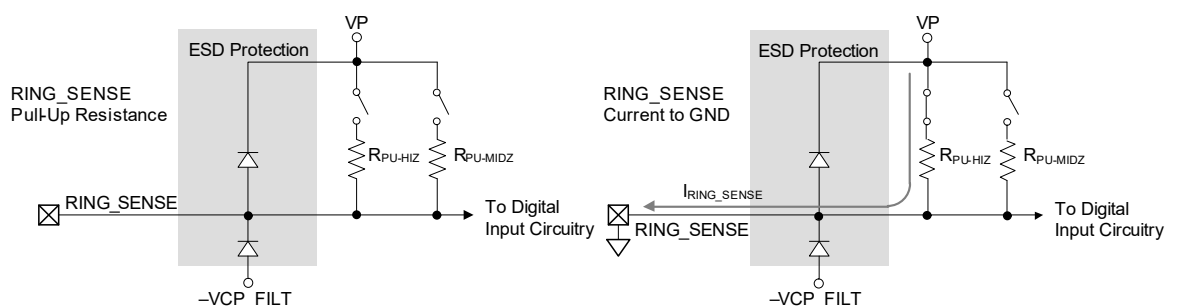 VP
ESD Protection
RING_SENSE
Pull-Up Resistance
RPU-HIZ
RPU-MIDZ
RING_SENSE
To Digital
Input Circuitry
–VCP_FILT
VP
ESD Protection
RING_SENSE
Current to GND
RPU-HIZ
RPU-MIDZ
IRING_SENSE
RING_SENSE
To Digital
Input Circuitry
–VCP_FILT